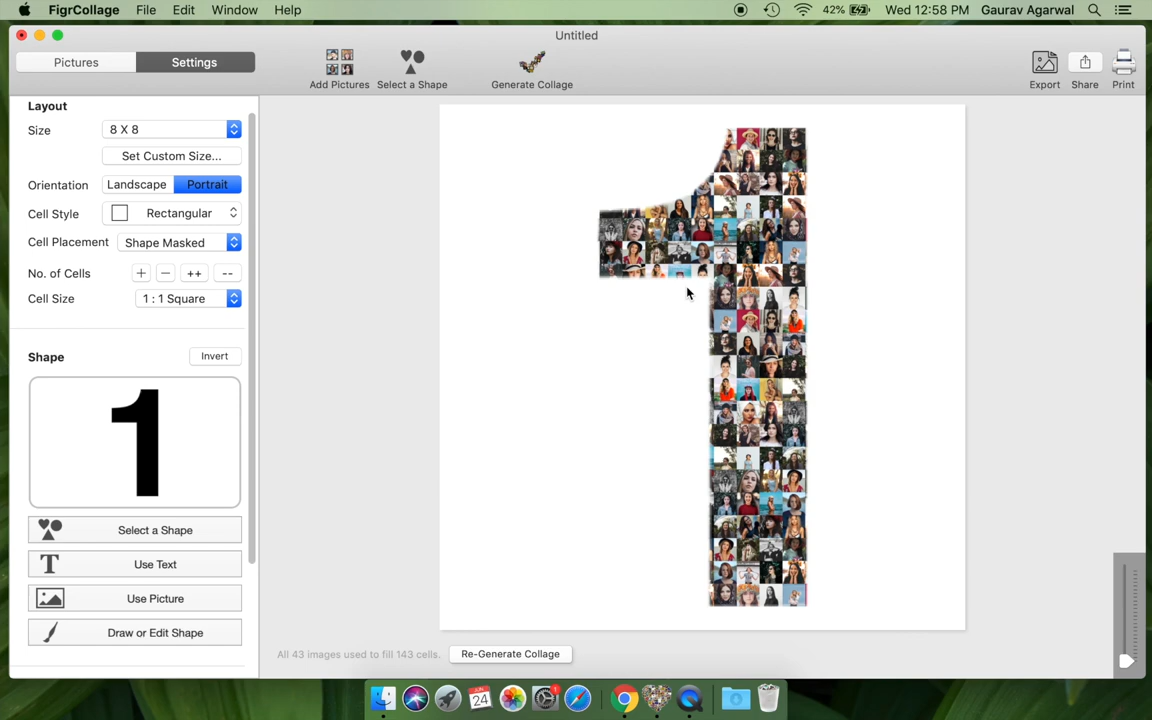 FigrCollage File Edit Window Help 42% Wed 12:58 PM Gaurav Agarwal
Untitled
Pictures Settings Add Pictures Select a Shape Generate Collage Export Share Print
Layout
Size 8 X 8
Set Custom Size...
Orientation Landscape Portrait
Cell Style Rectangular
Cell Placement Shape Masked
No. of Cells + − ++ --
Cell Size 1 : 1 Square
Shape Invert
1
Select a Shape
T Use Text
Use Picture
Draw or Edit Shape
All 43 images used to fill 143 cells. Re-Generate Collage
JUL
24
1